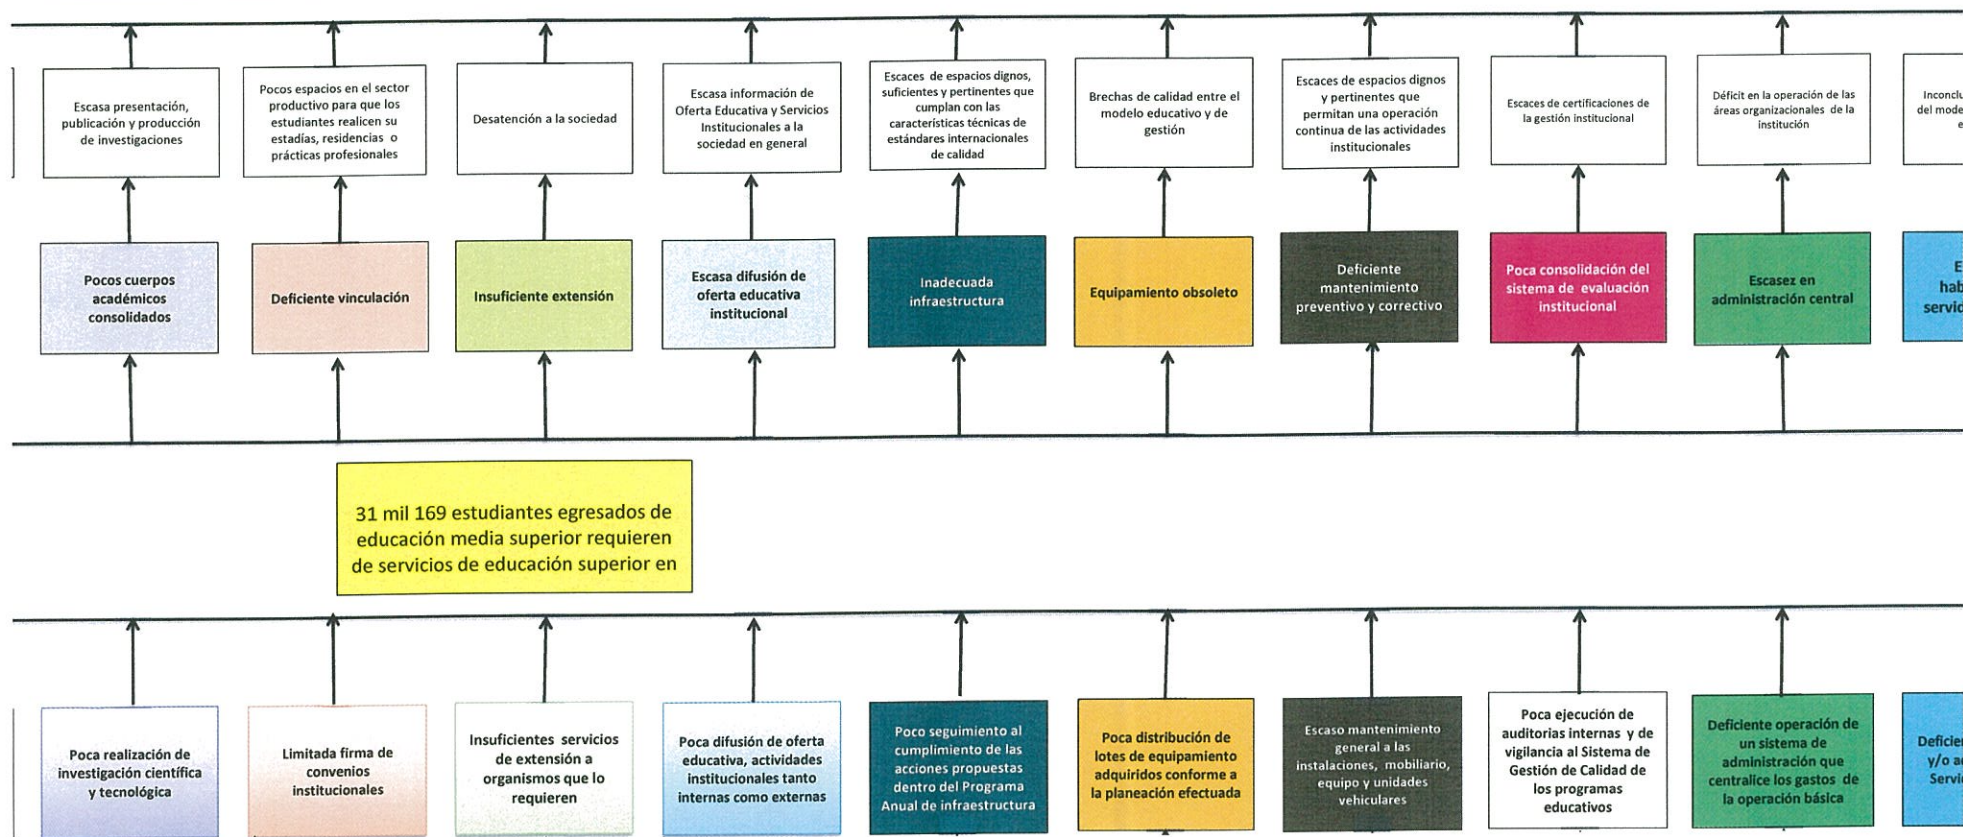 Escasa presentación,
publicación y producción
de investigaciones
Pocos espacios en el sector
productivo para que los
estudiantes realicen su
estadías, residencias o
prácticas profesionales
Desatención a la sociedad
Escasa información de
Oferta Educativa y Servicios
Institucionales a la
sociedad en general
Escaces de espacios dignos,
suficientes y pertinentes que
cumplan con las
características técnicas de
estándares internacionales
de calidad
Brechas de calidad entre el
modelo educativo y de
gestión
Escaces de espacios dignos
y pertinentes que
permitan una operación
continua de las actividades
institucionales
Escaces de certificaciones de
la gestión institucional
Déficit en la operación de las
áreas organizacionales de la
institución
del
Pocos cuerpos
académicos
consolidados
Deficiente vinculación
Insuficiente extensión
Escasa difusión de
oferta educativa
institucional
Inadecuada
infraestructura
Equipamiento obsoleto
Deficiente
mantenimiento
preventivo y correctivo
Poca consolidación del
sistema de evaluación
institucional
Escasez en
administración central
31 mil 169 estudiantes egresados de
educación media superior requieren
de servicios de educación superior en
Poca realización de
investigación científica
y tecnológica
Limitada firma de
convenios
institucionales
Insuficientes servicios
de extensión a
organismos que lo
requieren
Poca difusión de oferta
educativa, actividades
institucionales tanto
internas como externas
Poco seguimiento al
cumplimiento de las
acciones propuestas
dentro del Programa
Anual de infraestructura
Poca distribución de
lotes de equipamiento
adquiridos conforme a
la planeación efectuada
Escaso mantenimiento
general a las
instalaciones, mobiliario,
equipo y unidades
vehiculares
Poca ejecución de
auditorias internas y de
vigilancia al Sistema de
Gestión de Calidad de
los programas
educativos
Deficiente operación de
un sistema de
administración que
centralice los gastos de
la operación básica
y/o